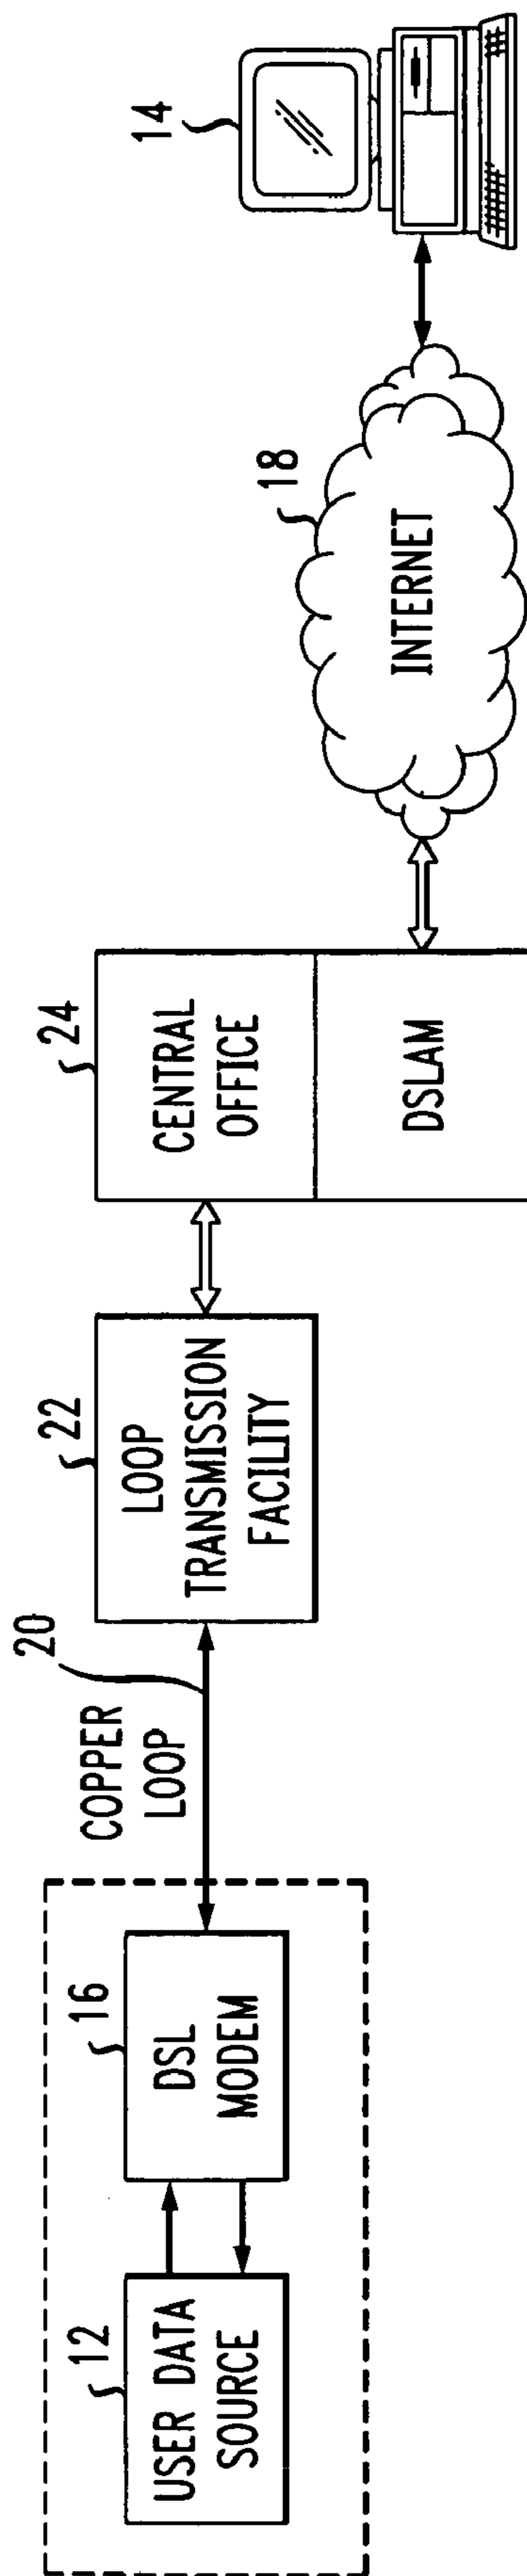 12
USER DATA
SOURCE
16
DSL
MODEM
COPPER
LOOP
20
22
LOOP
TRANSMISSION
FACILITY
24
CENTRAL
OFFICE
DSLAM
18
INTERNET
14